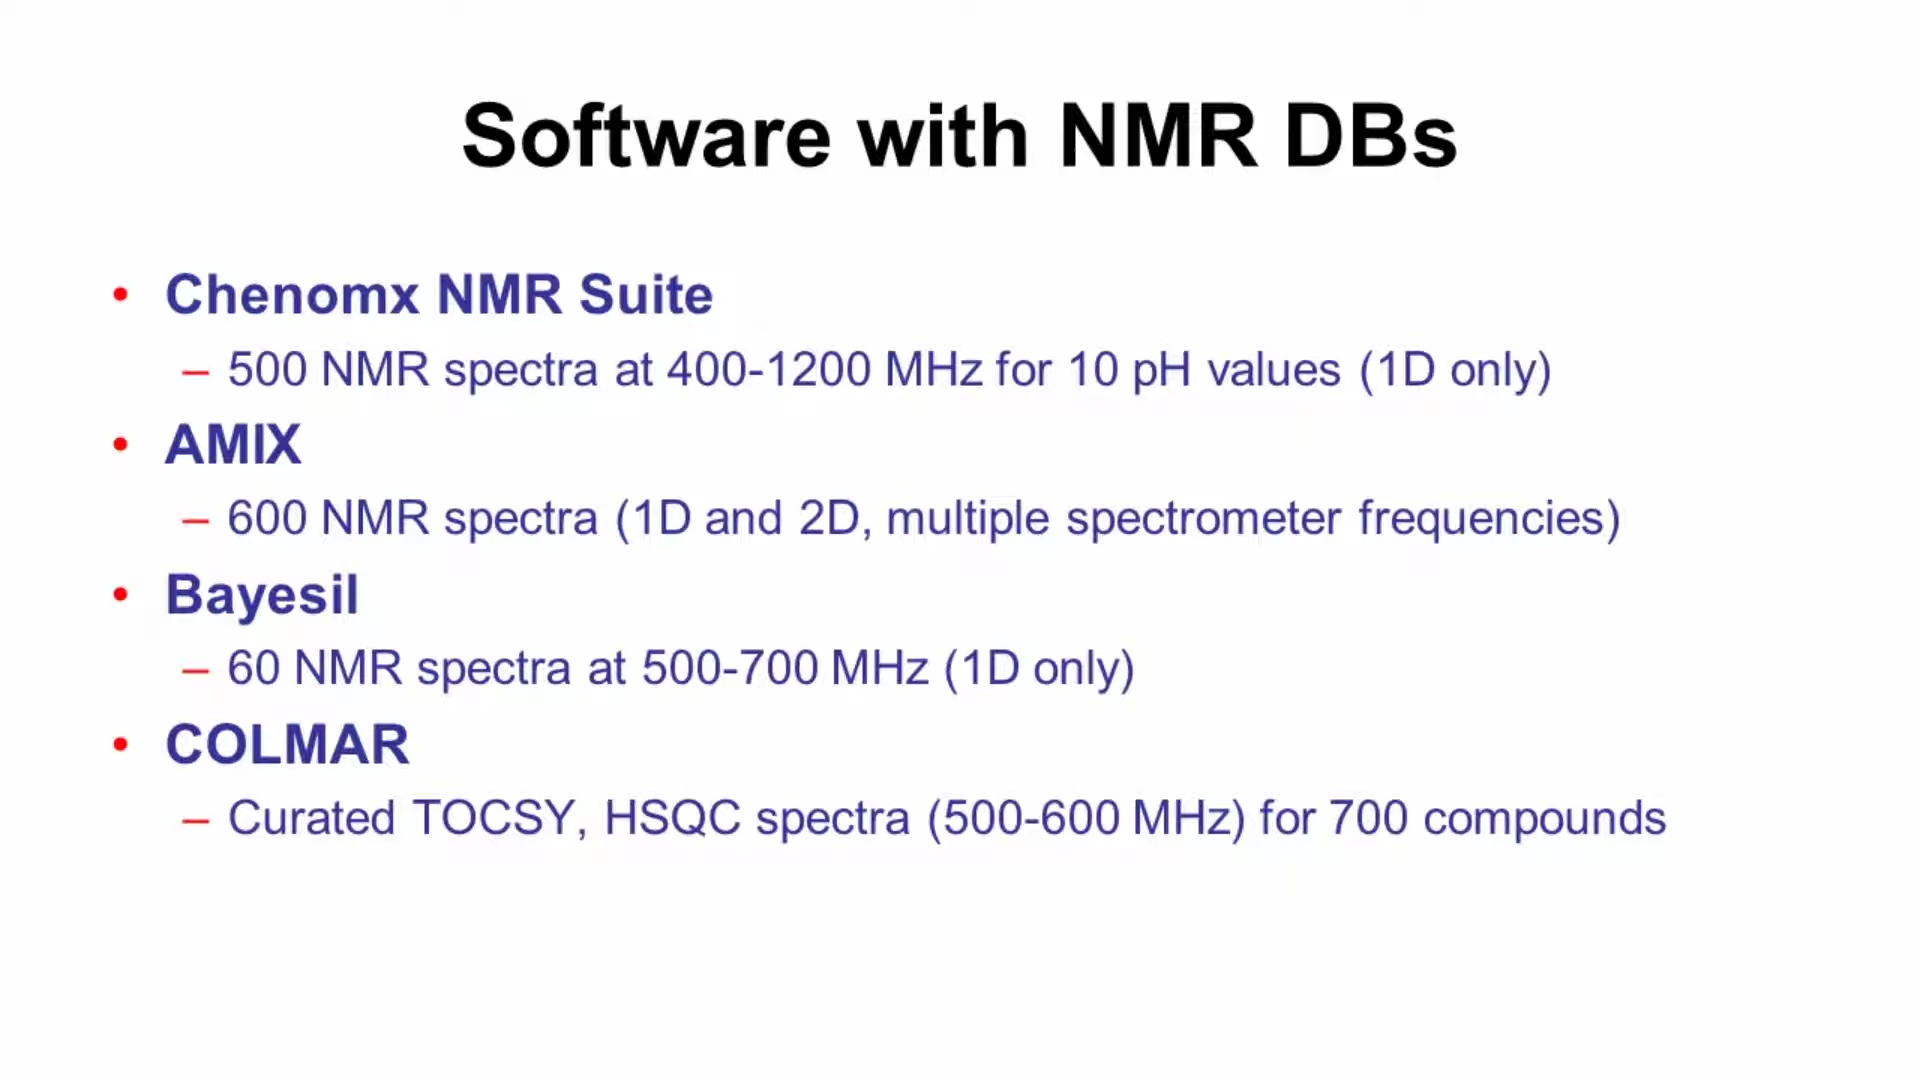 Software with NMR DBs
• Chenomx NMR Suite
– 500 NMR spectra at 400-1200 MHz for 10 pH values (1D only)
• AMIX
– 600 NMR spectra (1D and 2D, multiple spectrometer frequencies)
• Bayesil
– 60 NMR spectra at 500-700 MHz (1D only)
• COLMAR
– Curated TOCSY, HSQC spectra (500-600 MHz) for 700 compounds